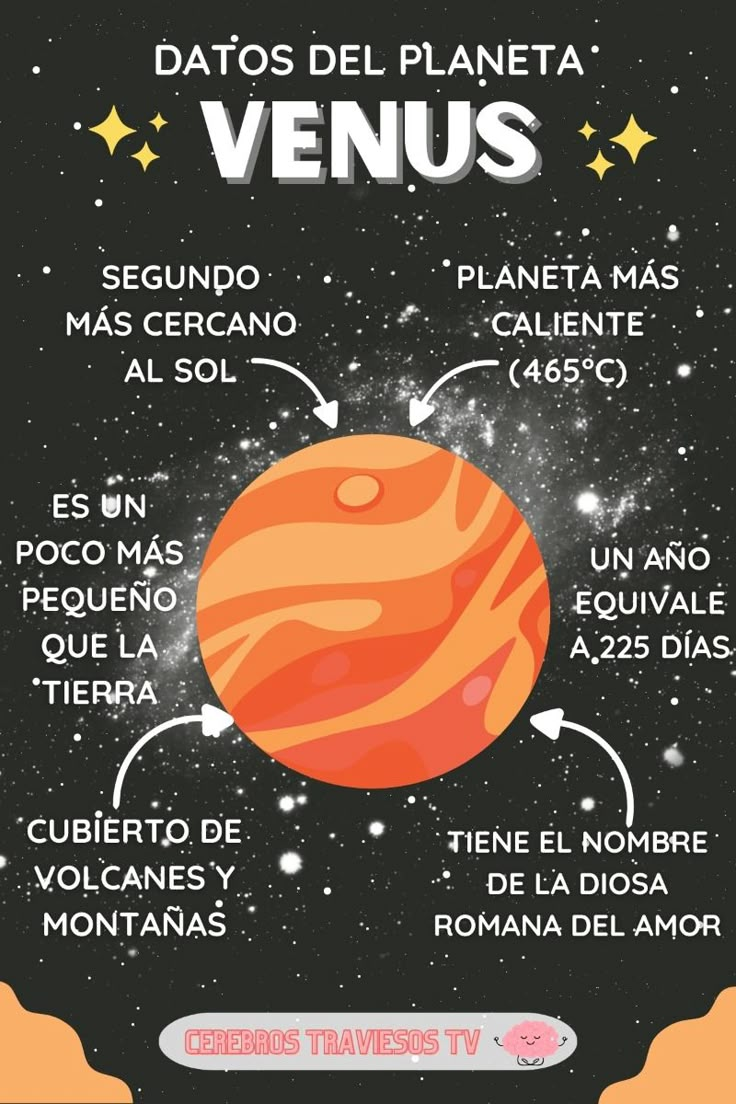 DATOS DEL PLANETA
VENUS
SEGUNDO
MÁS CERCANO
AL SOL
PLANETA MÁS
CALIENTE
(465°C)
ES UN
POCO MÁS
PEQUEÑO
QUE LA
TIERRA
UN AÑO
EQUIVALE
A 225 DÍAS
CUBIERTO DE
VOLCANES Y
MONTAÑAS
TIENE EL NOMBRE
DE LA DIOSA
ROMANA DEL AMOR
CEREBROS TRAVIESOS TV